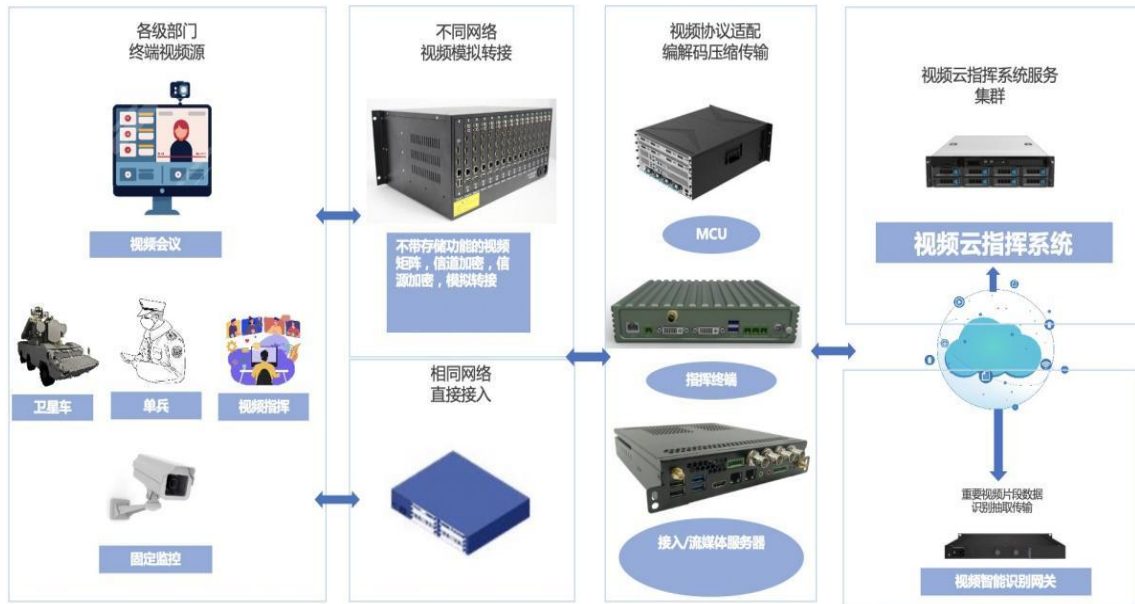 各级部门
终端视频源
视频会议
卫星车
单兵
视频指挥
固定监控
不同网络
视频模拟转接
不带存储功能的视频
矩阵，信道加密，信
源加密，模拟转接
相同网络
直接接入
视频协议适配
编解码压缩传输
MCU
指挥终端
接入/流媒体服务器
视频云指挥系统服务
集群
视频云指挥系统
重要视频片段数据
识别抽取传输
视频智能识别网关